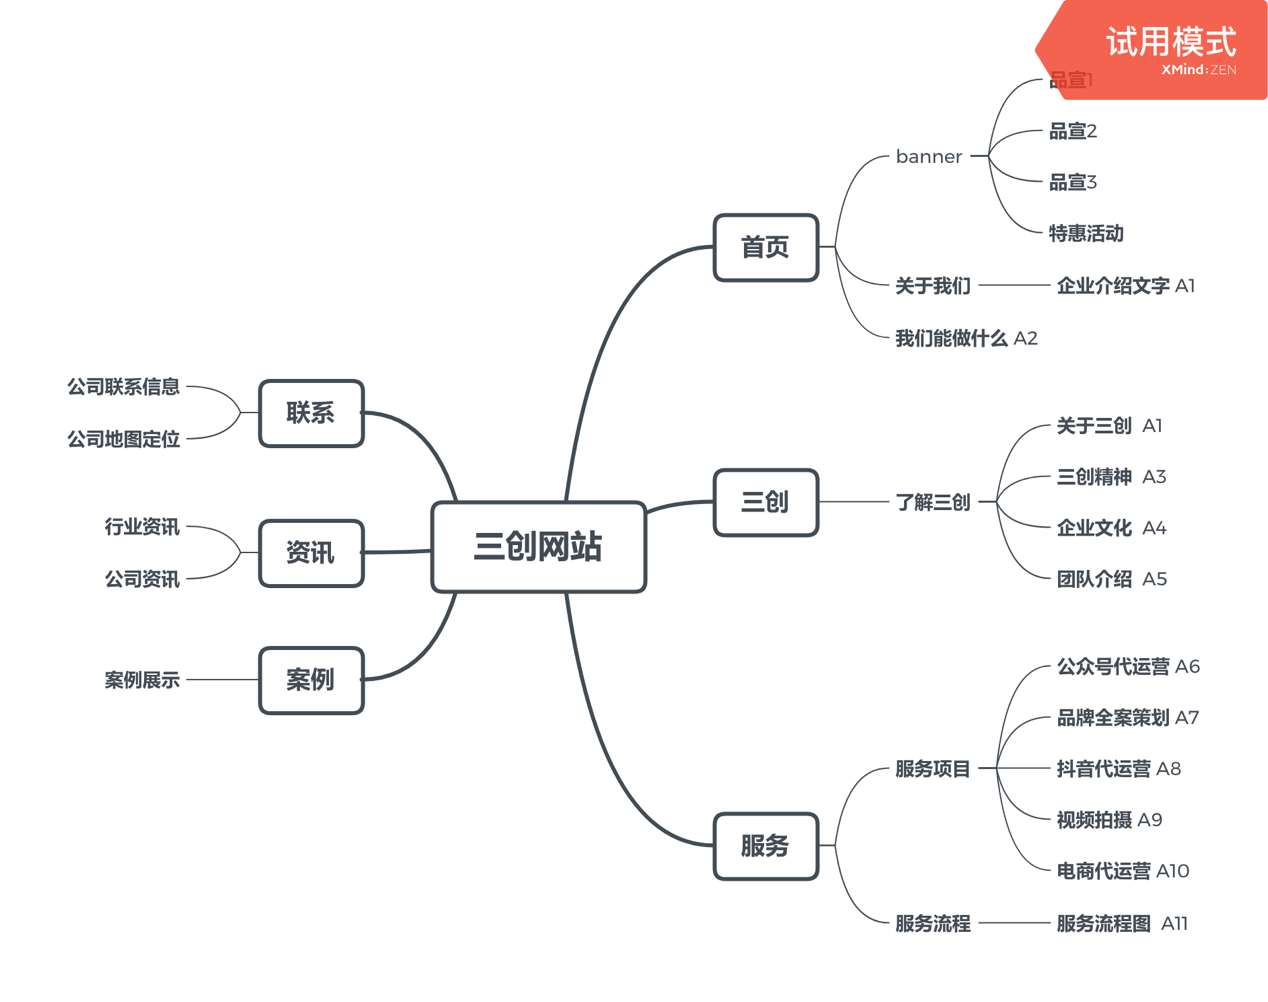 试用模式
XMind:ZEN
品宣1
品宣2
banner
品宣3
特惠活动
首页
关于我们
企业介绍文字 A1
我们能做什么 A2
公司联系信息
联系
公司地图定位
关于三创 A1
三创精神 A3
三创
了解三创
企业文化 A4
团队介绍 A5
行业资讯
资讯
公司资讯
三创网站
案例展示
案例
公众号代运营 A6
品牌全案策划 A7
服务项目
抖音代运营 A8
视频拍摄 A9
服务
电商代运营 A10
服务流程
服务流程图 A11